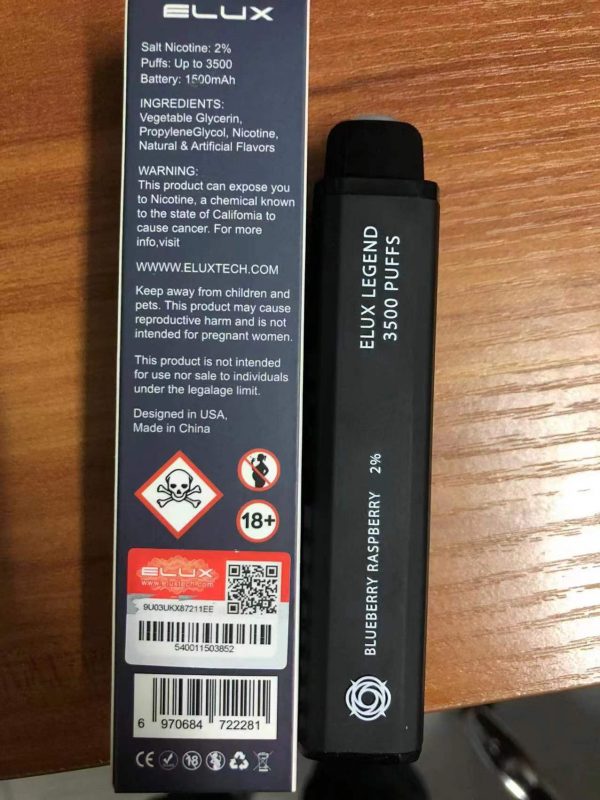 ELUX
Salt Nicotine: 2%
Puffs: Up to 3500
Battery: 1500mAh
INGREDIENTS:
Vegetable Glycerin,
PropyleneGlycol, Nicotine,
Natural & Artificial Flavors
WARNING:
This product can expose you
to Nicotine, a chemical known
to the state of California to
cause cancer. For more
info,visit
WWWW.ELUXTECH.COM
Keep away from children and
pets. This product may cause
reproductive harm and is not
intended for pregnant women.
This product is not intended
for use nor sale to individuals
under the legalage limit.
Designed in USA,
Made in China
18+
ELUX
www.eluxtech.com
9U03UKX87211EE
540011503852
6 970684 722281
CE 18
ELUX LEGEND
3500 PUFFS
BLUEBERRY RASPBERRY 2%